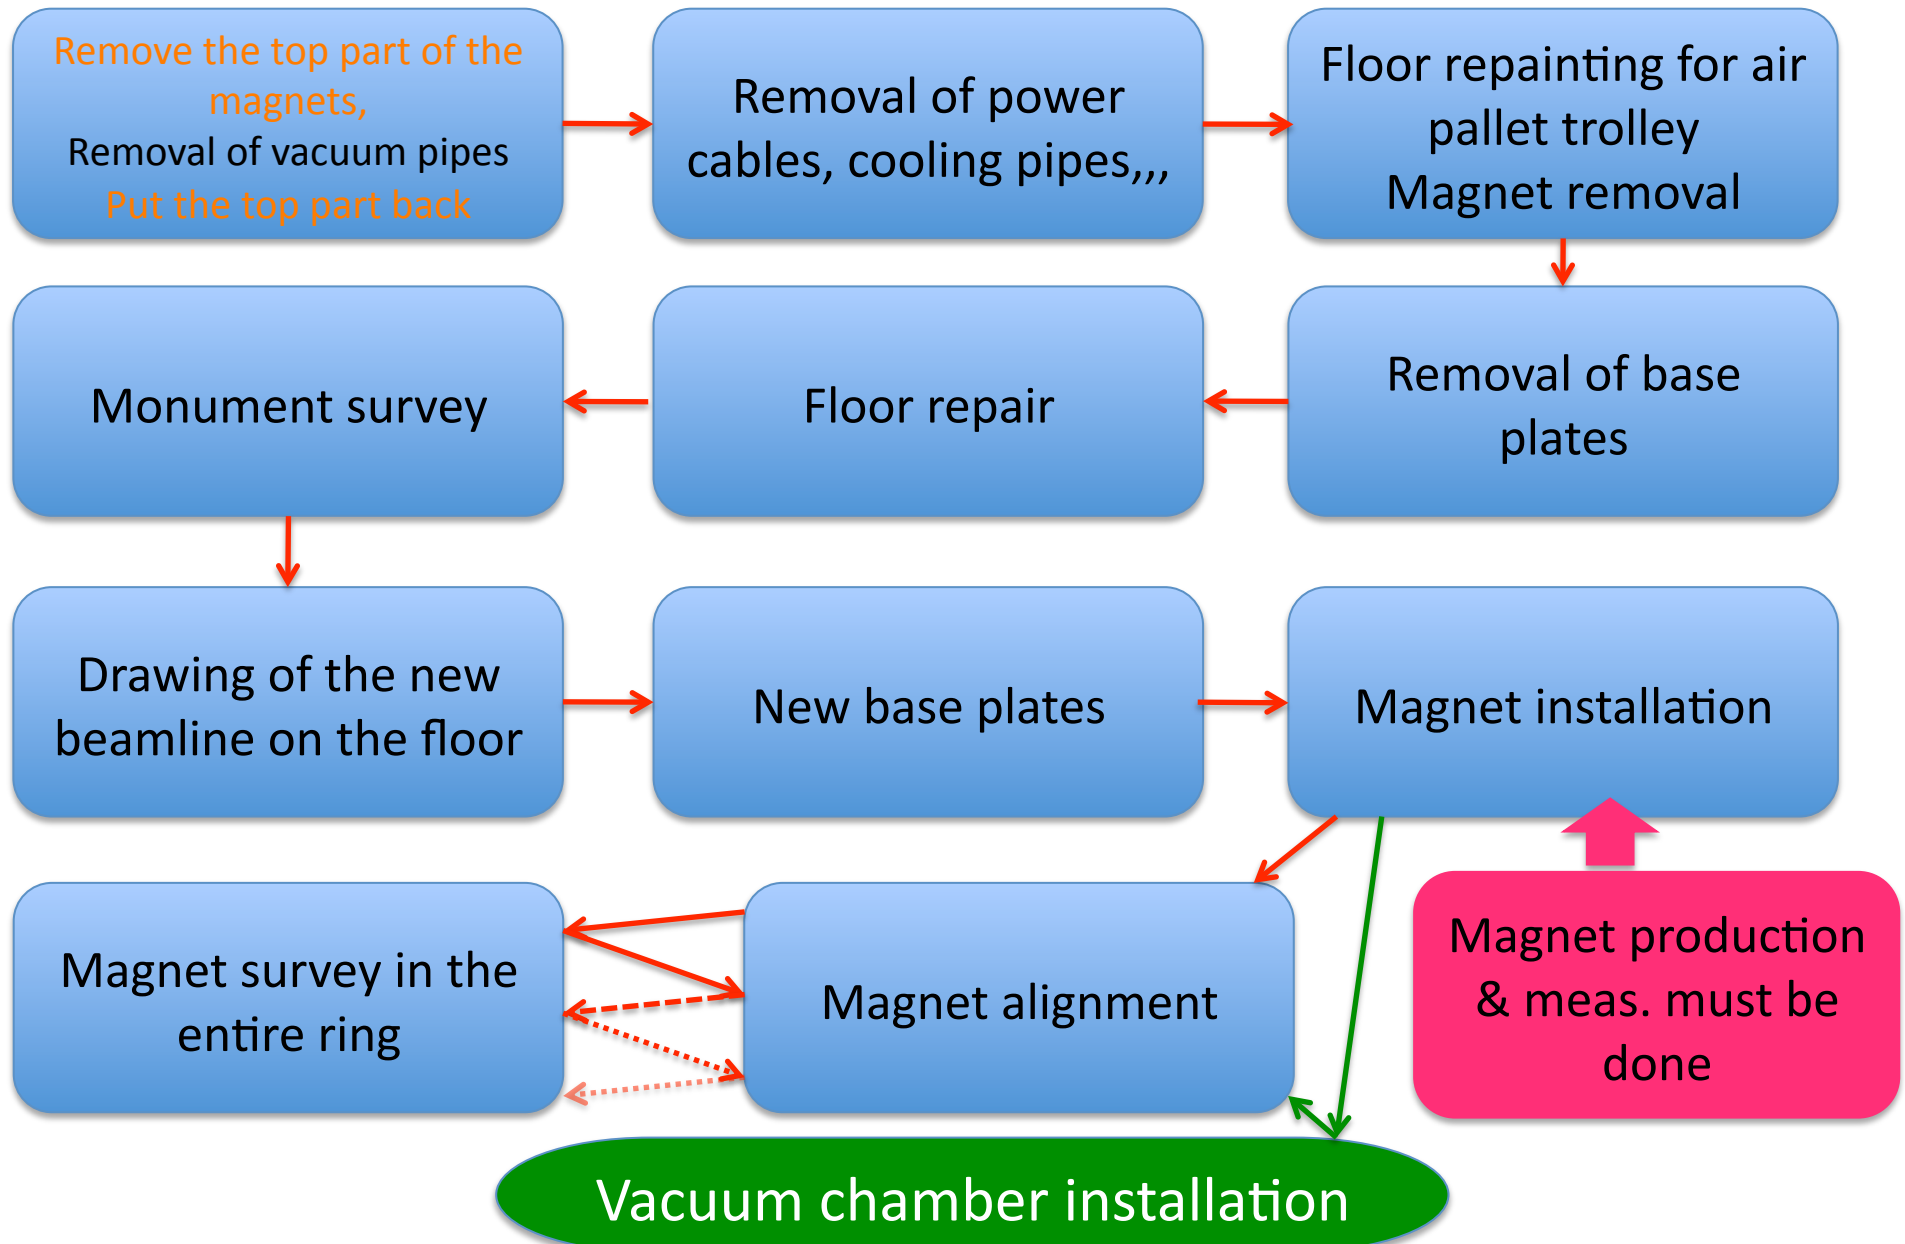 Remove the top part of the
magnets,
Removal of vacuum pipes
Put the top part back
Removal of power
cables, cooling pipes,,,
Floor repainting for air
pallet trolley
Magnet removal
Monument survey
Floor repair
Removal of base
plates
Drawing of the new
beamline on the floor
New base plates
Magnet installation
Magnet survey in the
entire ring
Magnet alignment
Magnet production
& meas. must be
done
Vacuum chamber installation